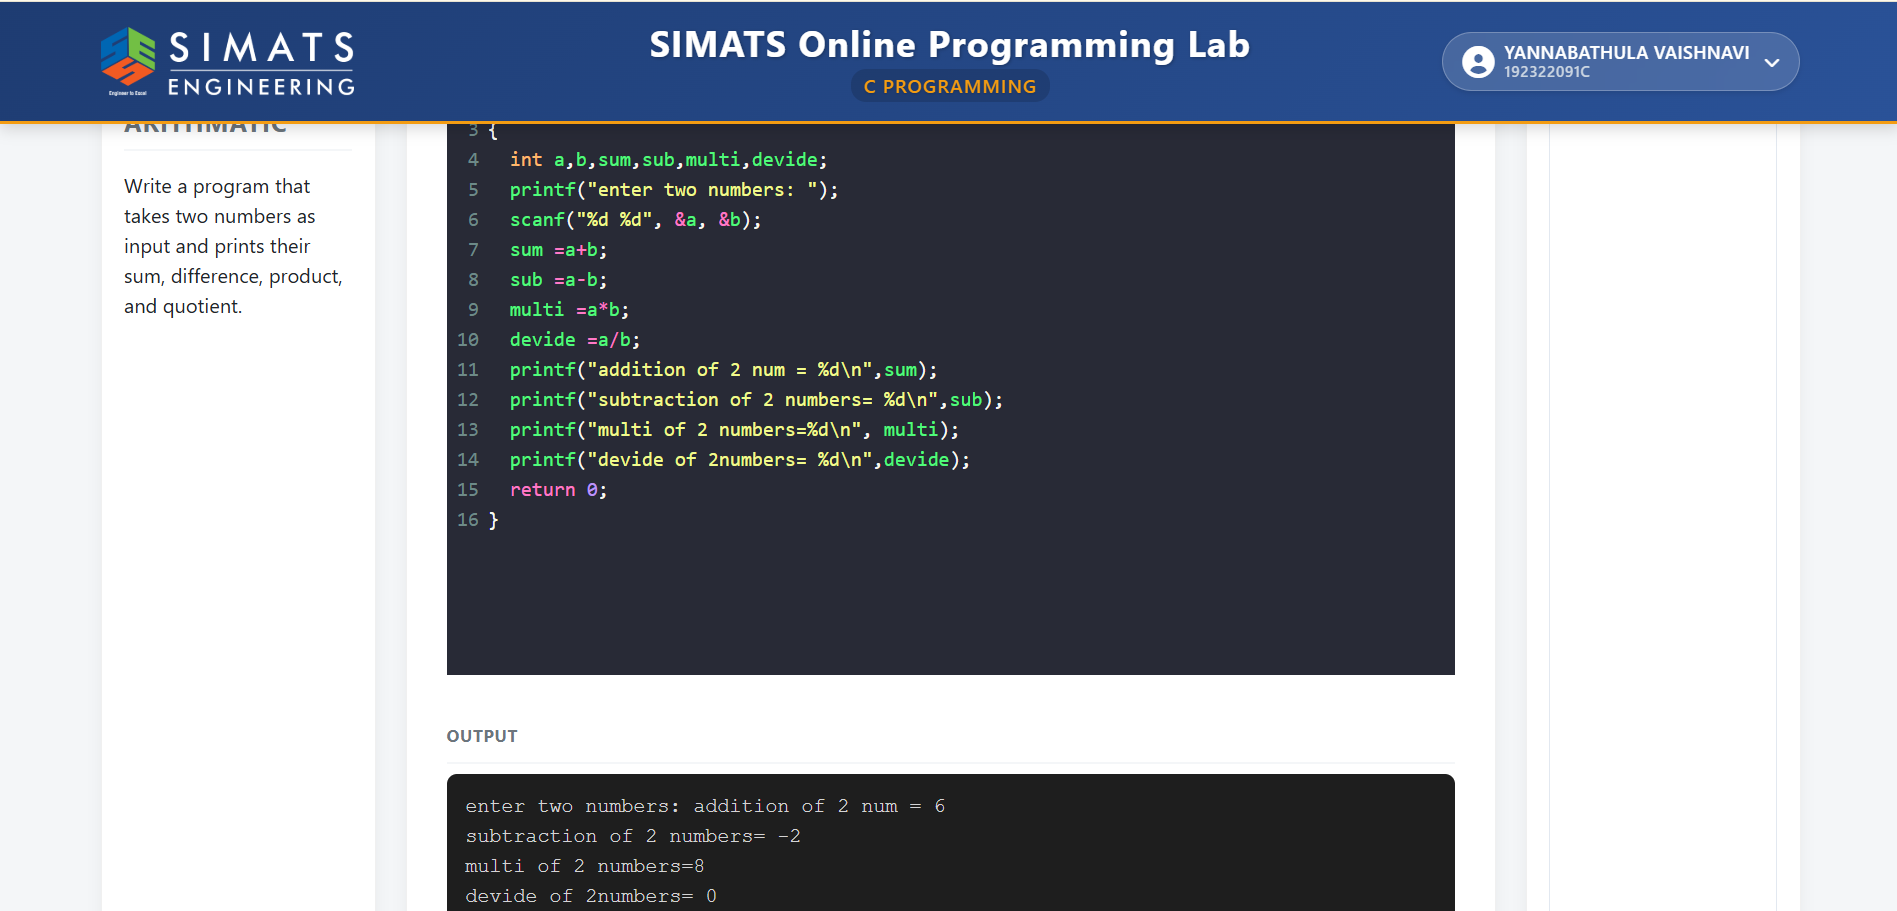 SIMATS
ENGINEERING
Engineer to Excel
SIMATS Online Programming Lab
C PROGRAMMING
YANNABATHULA VAISHNAVI
192322091C
ARITHMATIC
Write a program that
takes two numbers as
input and prints their
sum, difference, product,
and quotient.
3 {
4 int a,b,sum,sub,multi,devide;
5 printf("enter two numbers: ");
6 scanf("%d %d", &a, &b);
7 sum =a+b;
8 sub =a-b;
9 multi =a*b;
10 devide =a/b;
11 printf("addition of 2 num = %d\n",sum);
12 printf("subtraction of 2 numbers= %d\n",sub);
13 printf("multi of 2 numbers=%d\n", multi);
14 printf("devide of 2numbers= %d\n",devide);
15 return 0;
16 }
OUTPUT
enter two numbers: addition of 2 num = 6
subtraction of 2 numbers= -2
multi of 2 numbers=8
devide of 2numbers= 0